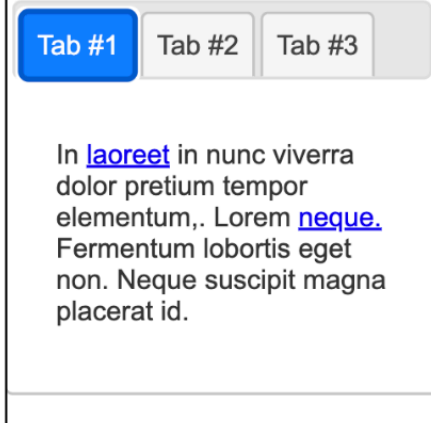 Tab #1 Tab #2 Tab #3
In laoreet in nunc viverra
dolor pretium tempor
elementum,. Lorem neque.
Fermentum lobortis eget
non. Neque suscipit magna
placerat id.